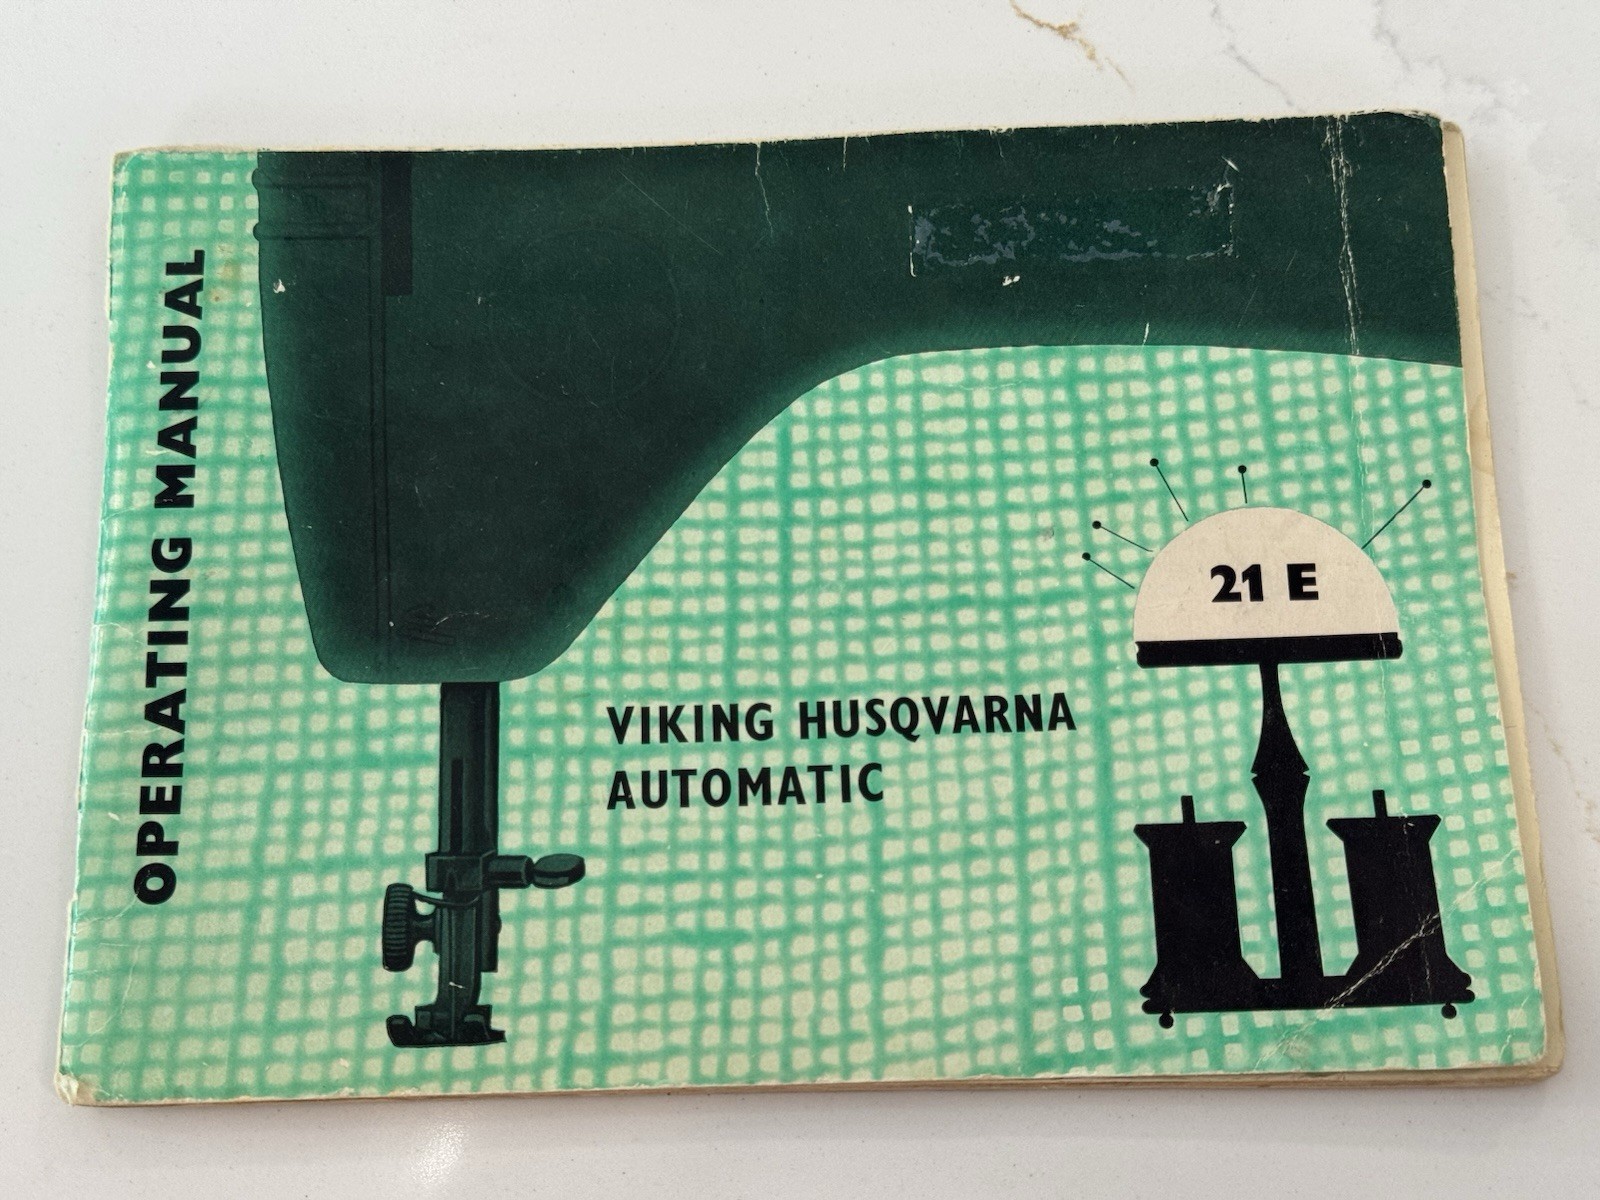 OPERATING MANUAL
VIKING HUSQVARNA
AUTOMATIC
21 E